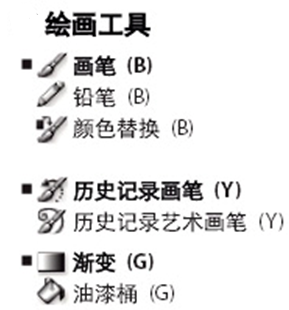 绘画工具
画笔 (B)
铅笔 (B)
颜色替换 (B)
历史记录画笔 (Y)
历史记录艺术画笔 (Y)
渐变 (G)
油漆桶 (G)